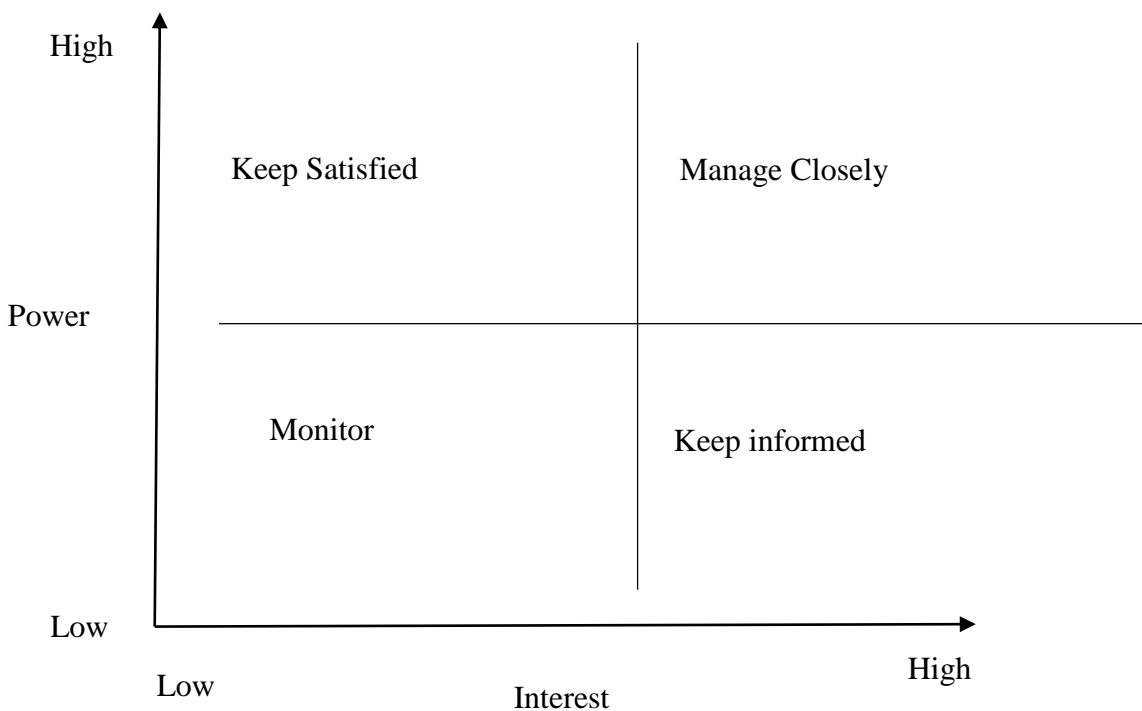 High
Keep Satisfied
Manage Closely
Power
Monitor
Keep informed
Low
Low
Interest
High